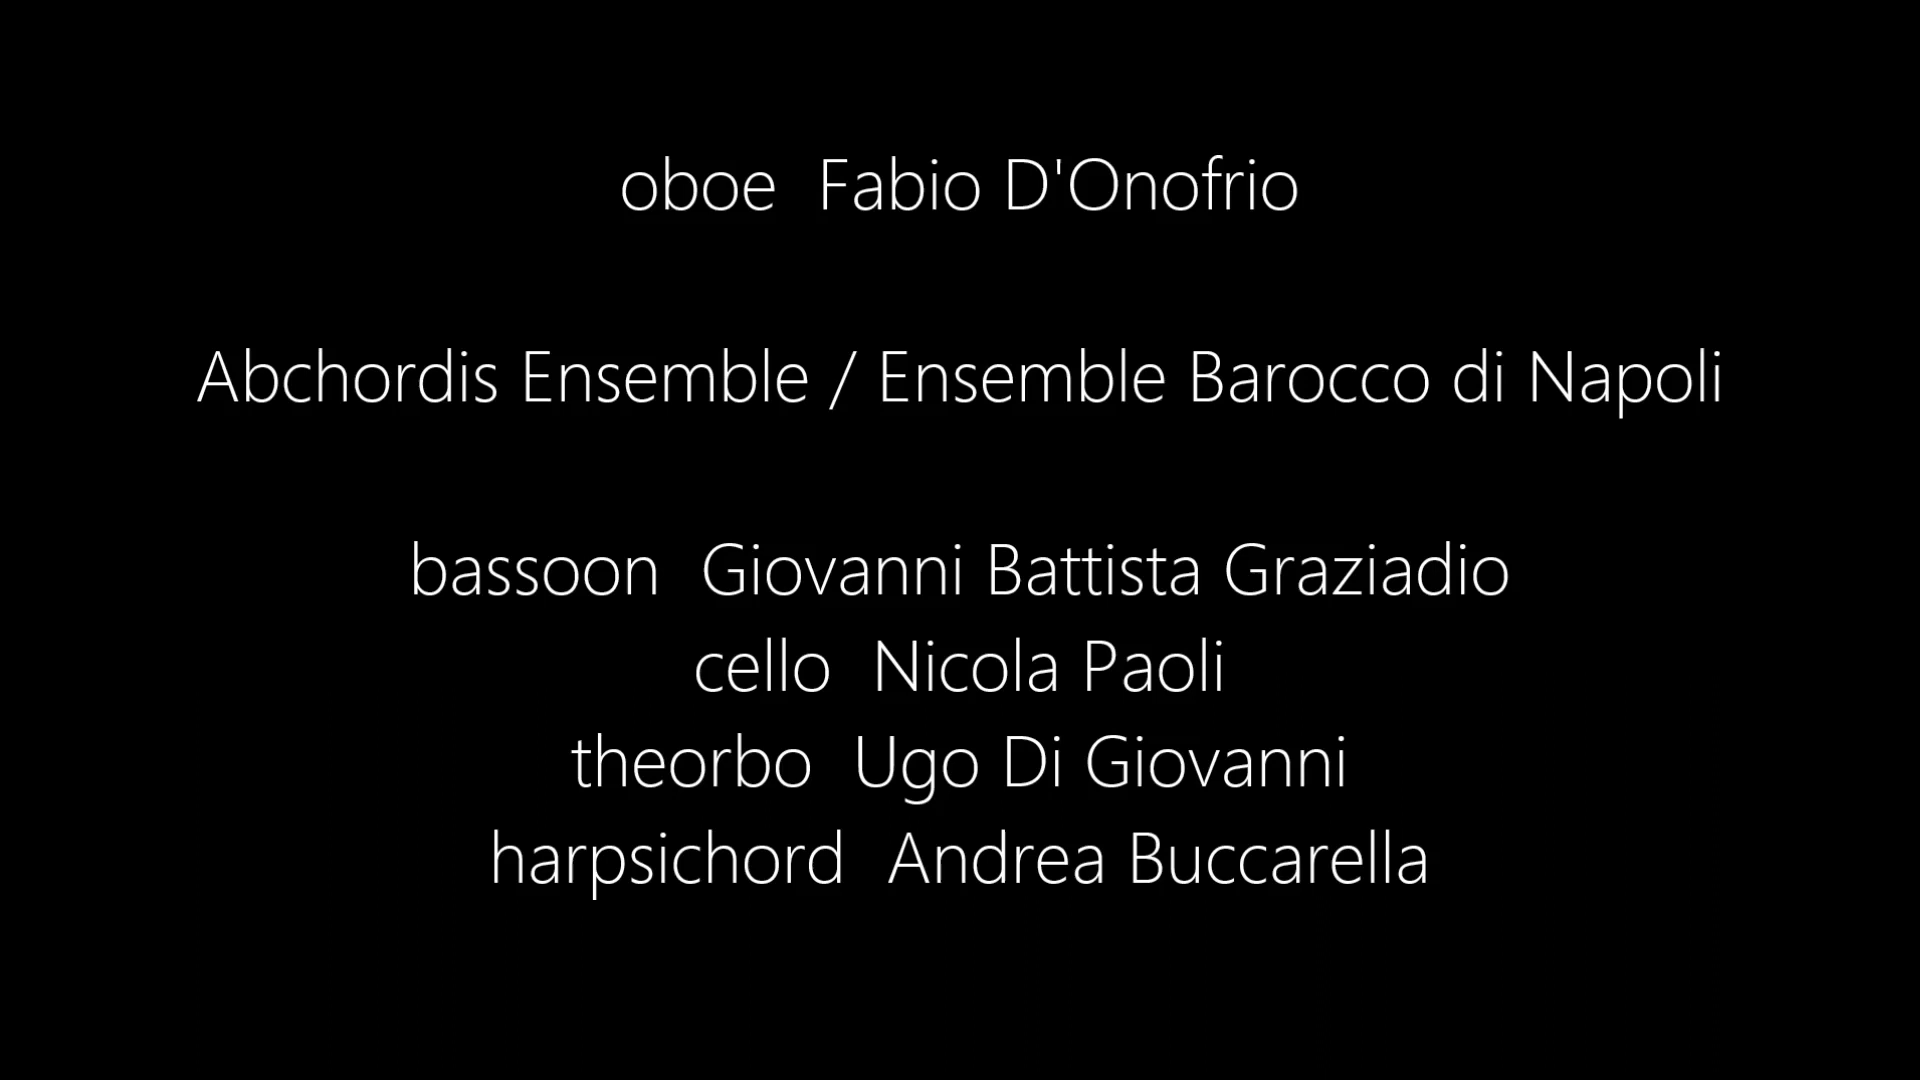 oboe  Fabio D'Onofrio
Abchordis Ensemble / Ensemble Barocco di Napoli
bassoon  Giovanni Battista Graziadio
cello  Nicola Paoli
theorbo  Ugo Di Giovanni
harpsichord  Andrea Buccarella